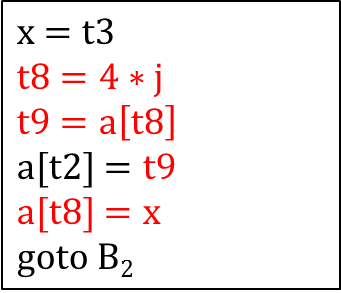 x = t3
t8 = 4 * j
t9 = a[t8]
a[t2] = t9
a[t8] = x
goto B₂